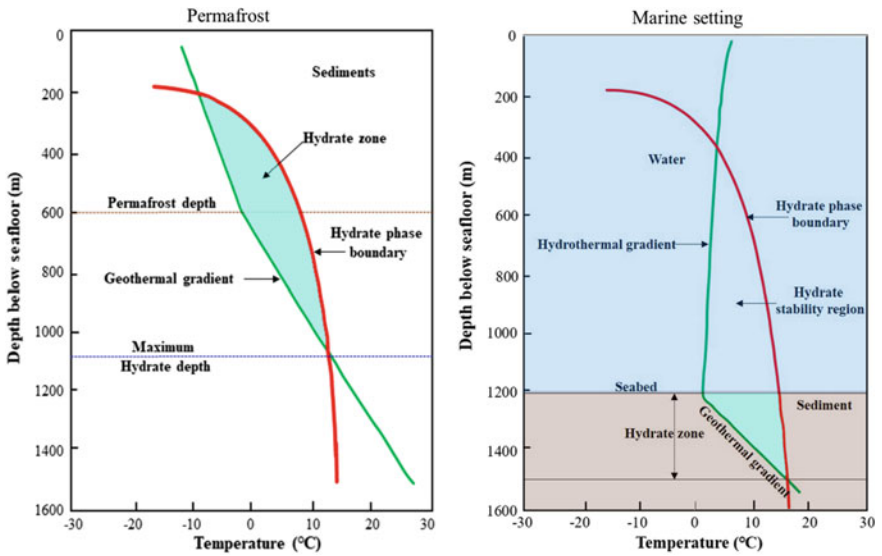 Permafrost
Depth below seafloor (m)
0
200
400
600
800
1000
1200
1400
1600
Sediments
Hydrate zone
Permafrost depth
Hydrate phase
boundary
Geothermal gradient
Maximum
Hydrate depth
-30
-20
-10
0
10
20
30
Temperature (°C)
Marine setting
Depth below seafloor (m)
0
200
400
600
800
1000
1200
1400
1600
Water
Hydrate phase
boundary
Hydrothermal gradient
Hydrate
stability region
Seabed
Sediment
Hydrate zone
Geothermal gradient
-30
-20
-10
0
10
20
30
Temperature (°C)